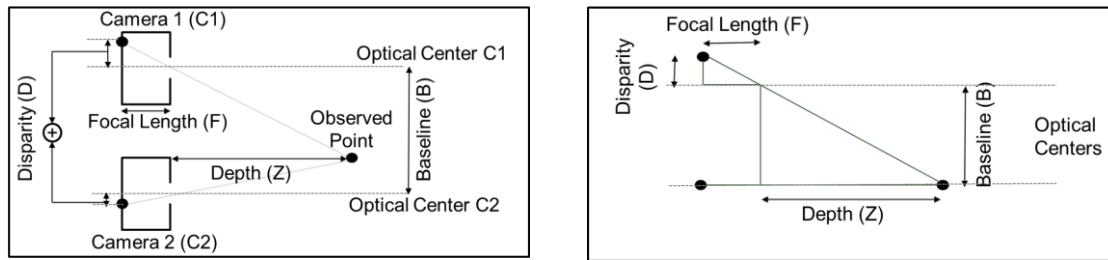 Camera 1 (C1)
Optical Center C1
Disparity (D)
Focal Length (F)
Observed
Point
Baseline (B)
Depth (Z)
Optical Center C2
Camera 2 (C2)
Focal Length (F)
Disparity
(D)
Baseline (B)
Optical
Centers
Depth (Z)